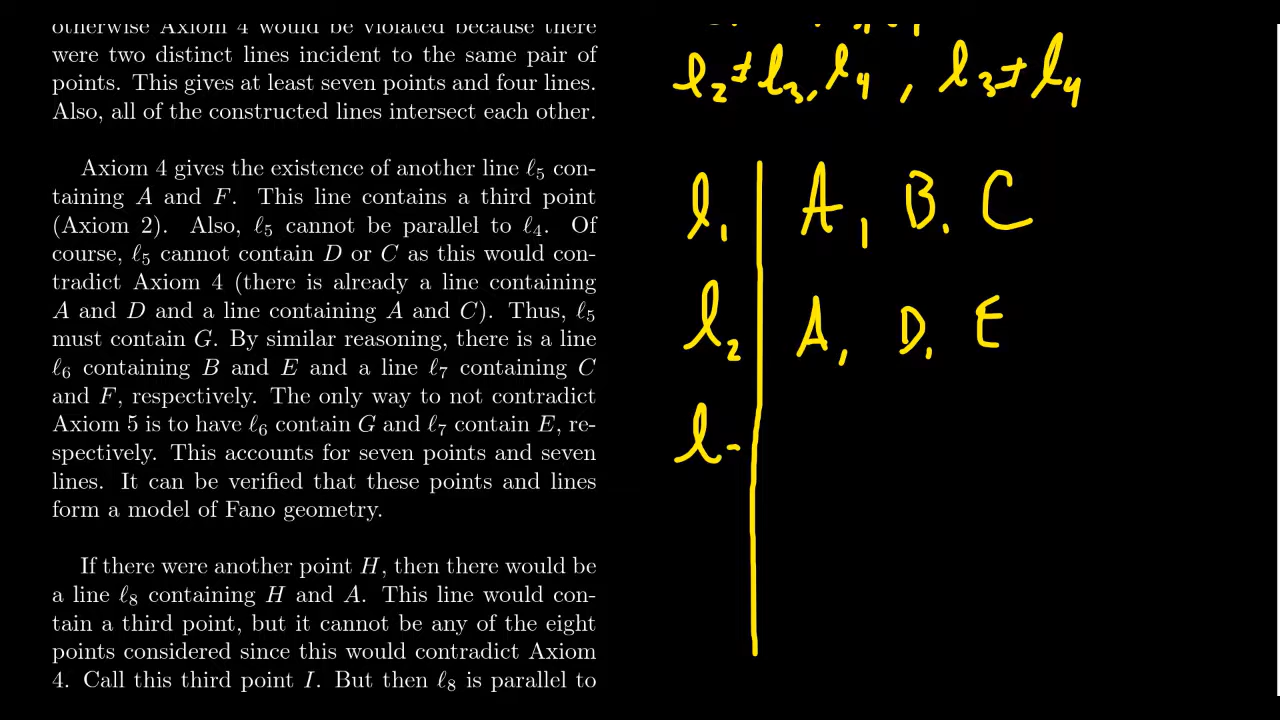 otherwise Axiom 4 would be violated because there
were two distinct lines incident to the same pair of
points. This gives at least seven points and four lines.
Also, all of the constructed lines intersect each other.
Axiom 4 gives the existence of another line ℓ₅ con-
taining A and F. This line contains a third point
(Axiom 2). Also, ℓ₅ cannot be parallel to ℓ₄. Of
course, ℓ₅ cannot contain D or C as this would con-
tradict Axiom 4 (there is already a line containing
A and D and a line containing A and C). Thus, ℓ₅
must contain G. By similar reasoning, there is a line
ℓ₆ containing B and E and a line ℓ₇ containing C
and F, respectively. The only way to not contradict
Axiom 5 is to have ℓ₆ contain G and ℓ₇ contain E, re-
spectively. This accounts for seven points and seven
lines. It can be verified that these points and lines
form a model of Fano geometry.
If there were another point H, then there would be
a line ℓ₈ containing H and A. This line would con-
tain a third point, but it cannot be any of the eight
points considered since this would contradict Axiom
4. Call this third point I. But then ℓ₈ is parallel to
ℓ₂ ≠ ℓ₃, ℓ₄ , ℓ₃ ≠ ℓ₄
ℓ₁ A, B, C
ℓ₂ A, D, E
ℓ